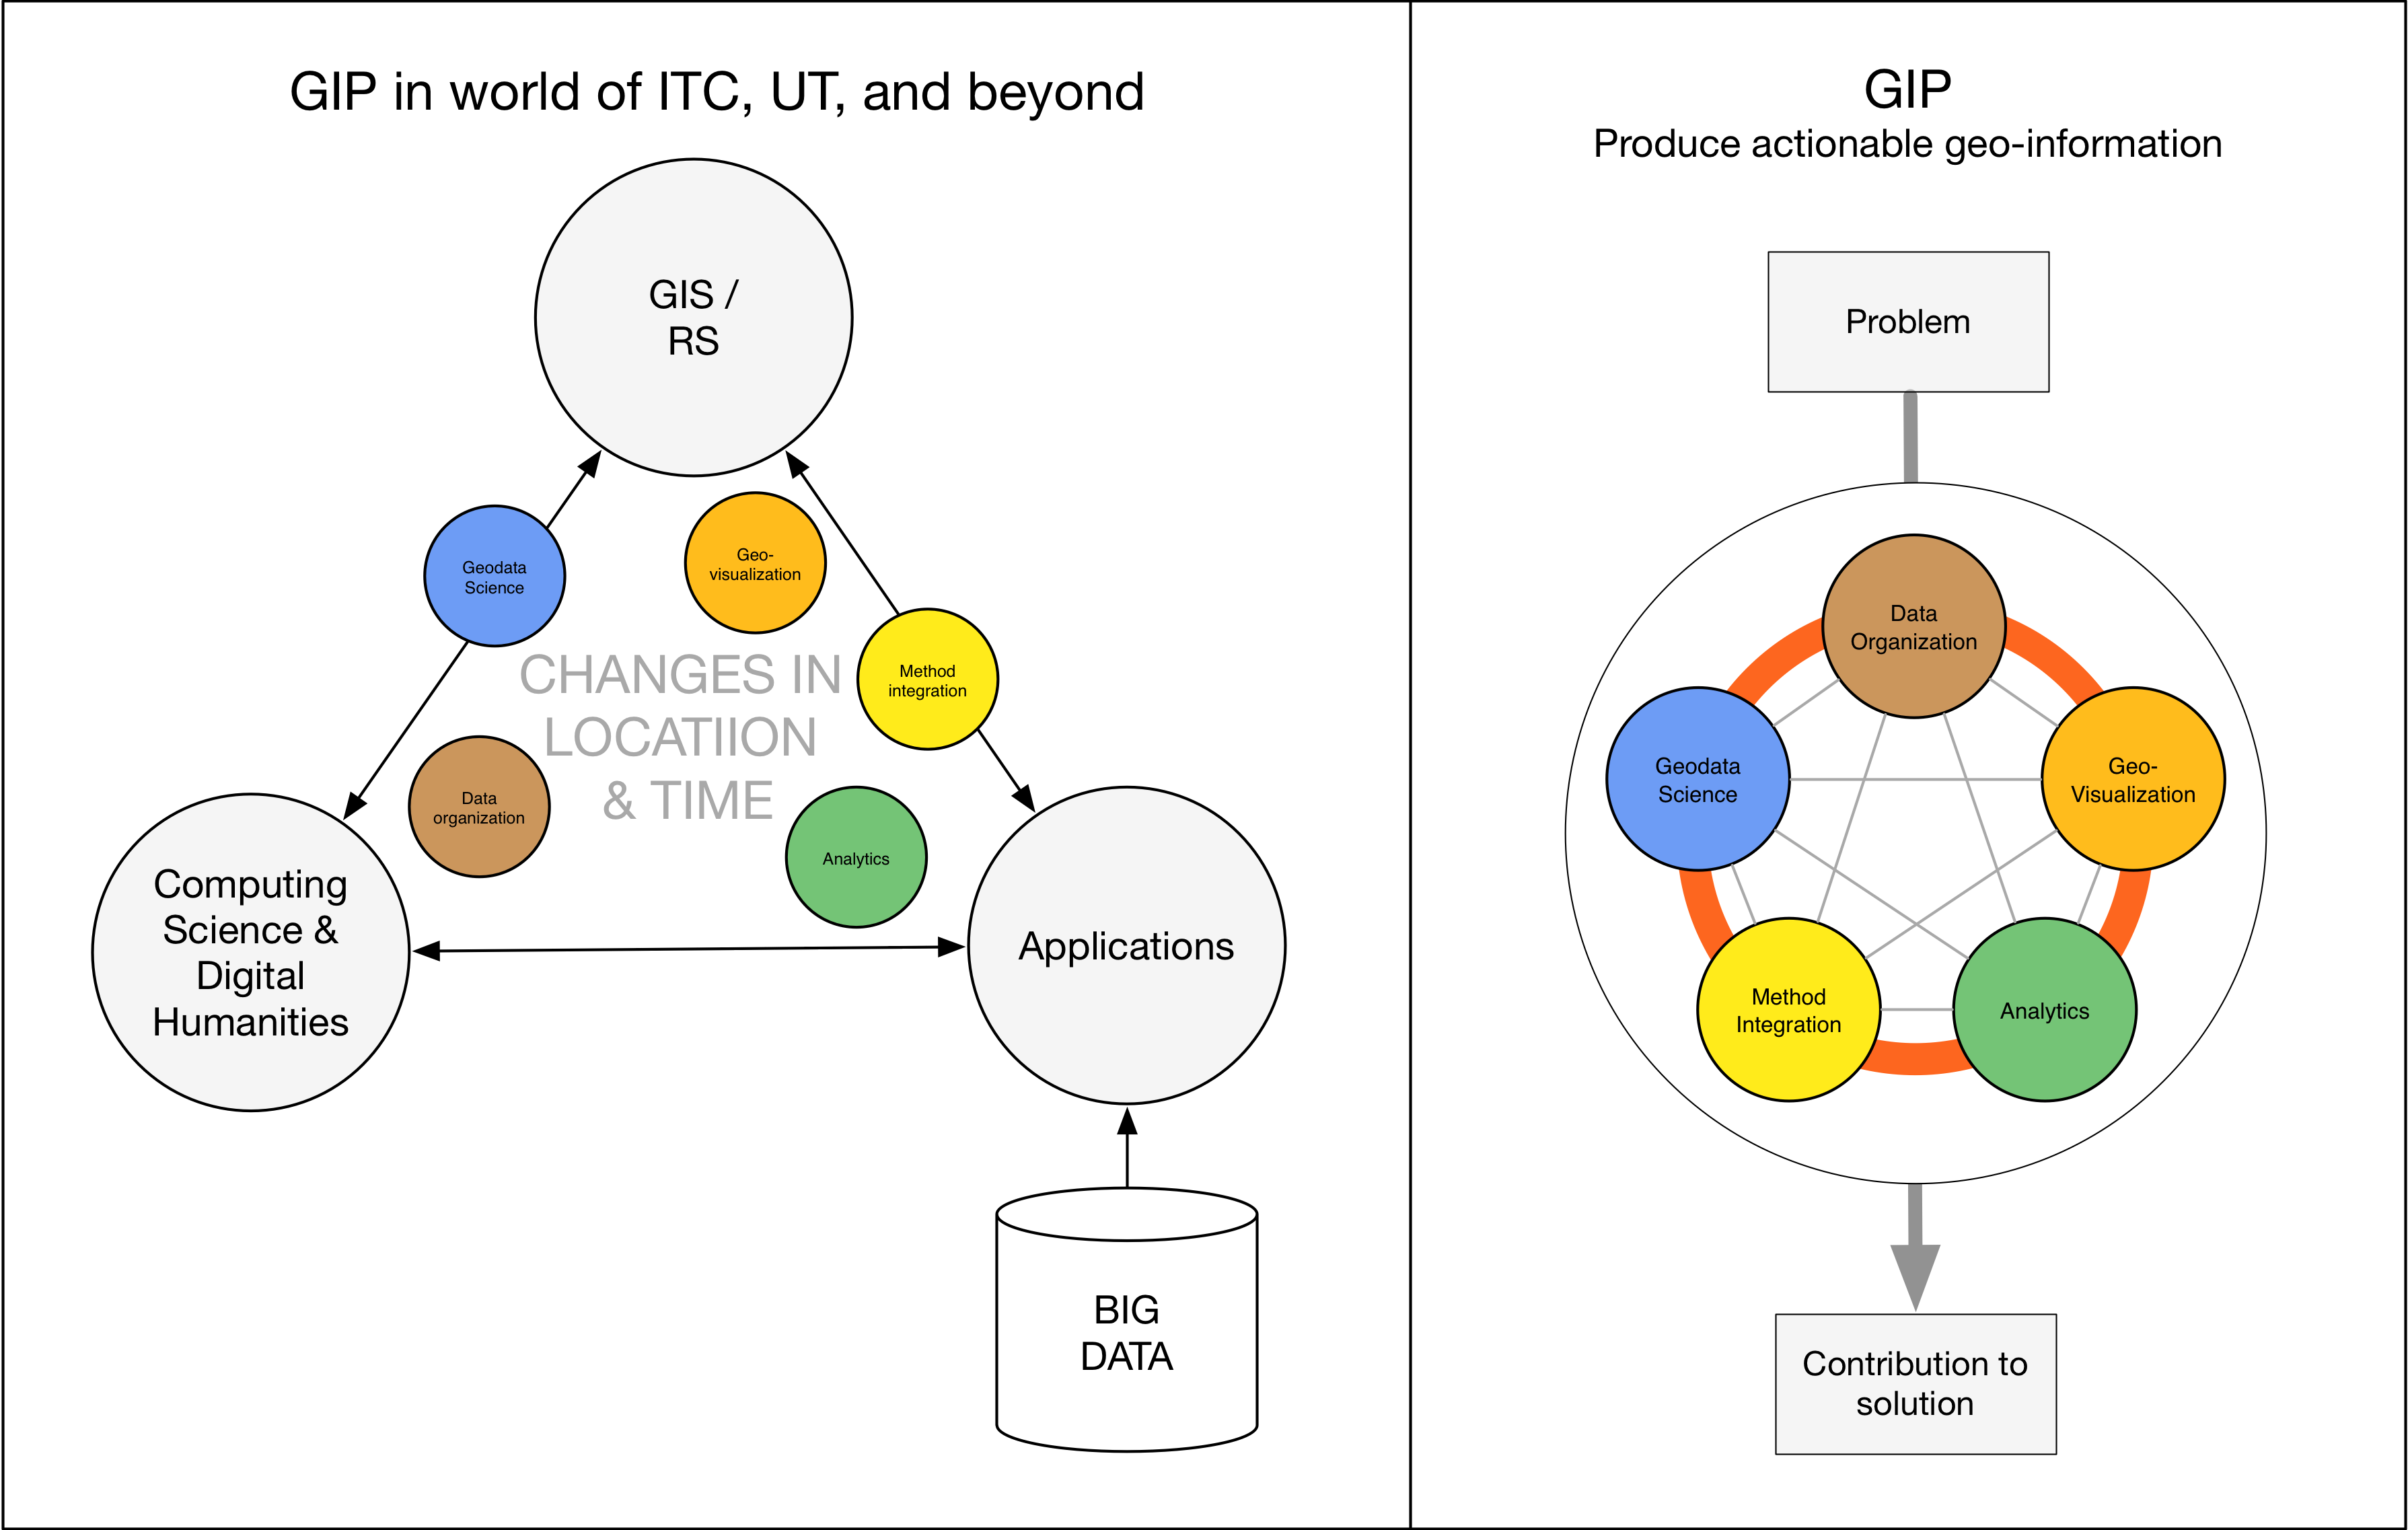 GIP in world of ITC, UT, and beyond
GIS /
RS
Geodata
Science
Geo-
visualization
Method
integration
CHANGES IN
LOCATIION
& TIME
Data
organization
Analytics
Computing
Science &
Digital
Humanities
Applications
BIG
DATA
GIP
Produce actionable geo-information
Problem
Data
Organization
Geodata
Science
Geo-
Visualization
Method
Integration
Analytics
Contribution to
solution